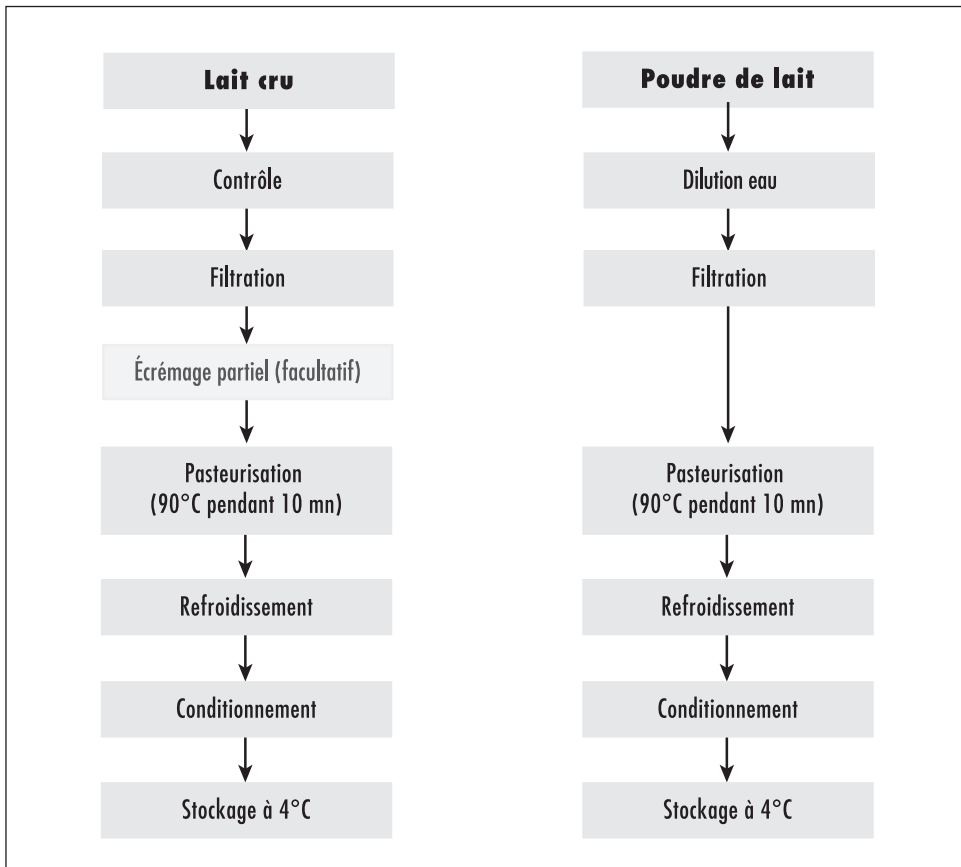 Lait cru
Contrôle
Filtration
Écrémage partiel (facultatif)
Pasteurisation
(90°C pendant 10 mn)
Refroidissement
Conditionnement
Stockage à 4°C
Poudre de lait
Dilution eau
Filtration
Pasteurisation
(90°C pendant 10 mn)
Refroidissement
Conditionnement
Stockage à 4°C